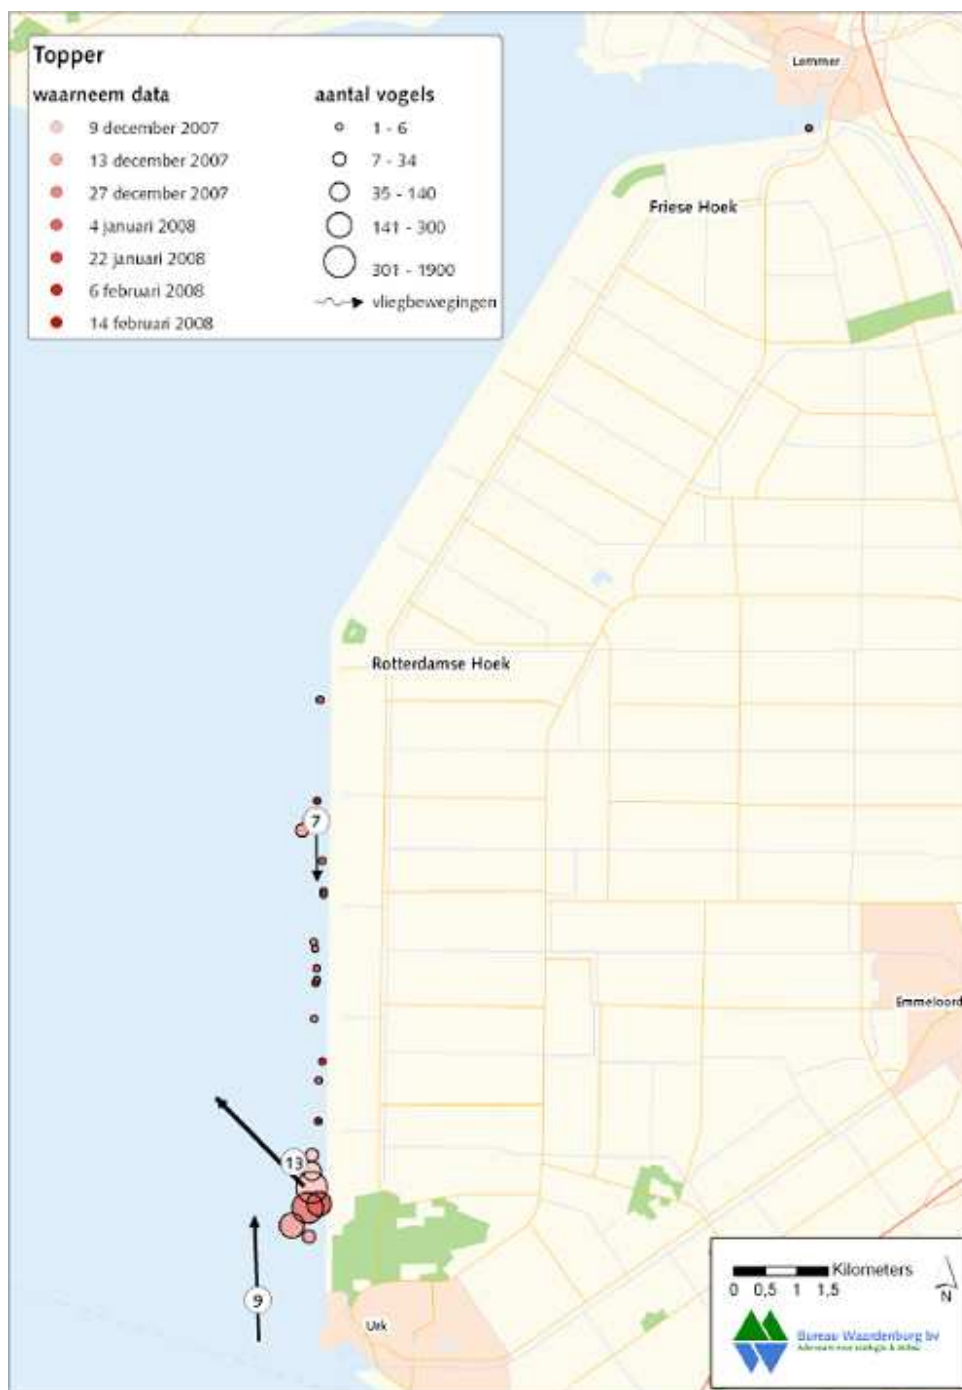 Topper
waarneem data
9 december 2007
13 december 2007
27 december 2007
4 januari 2008
22 januari 2008
6 februari 2008
14 februari 2008
aantal vogels
1 - 6
7 - 34
35 - 140
141 - 300
301 - 1900
vliegbewegingen
Lemmer
Friese Hoek
Rotterdamse Hoek
7
Emmeloord
13
9
Urk
Kilometers
0 0,5 1 1,5
N
Bureau Waardenburg bv